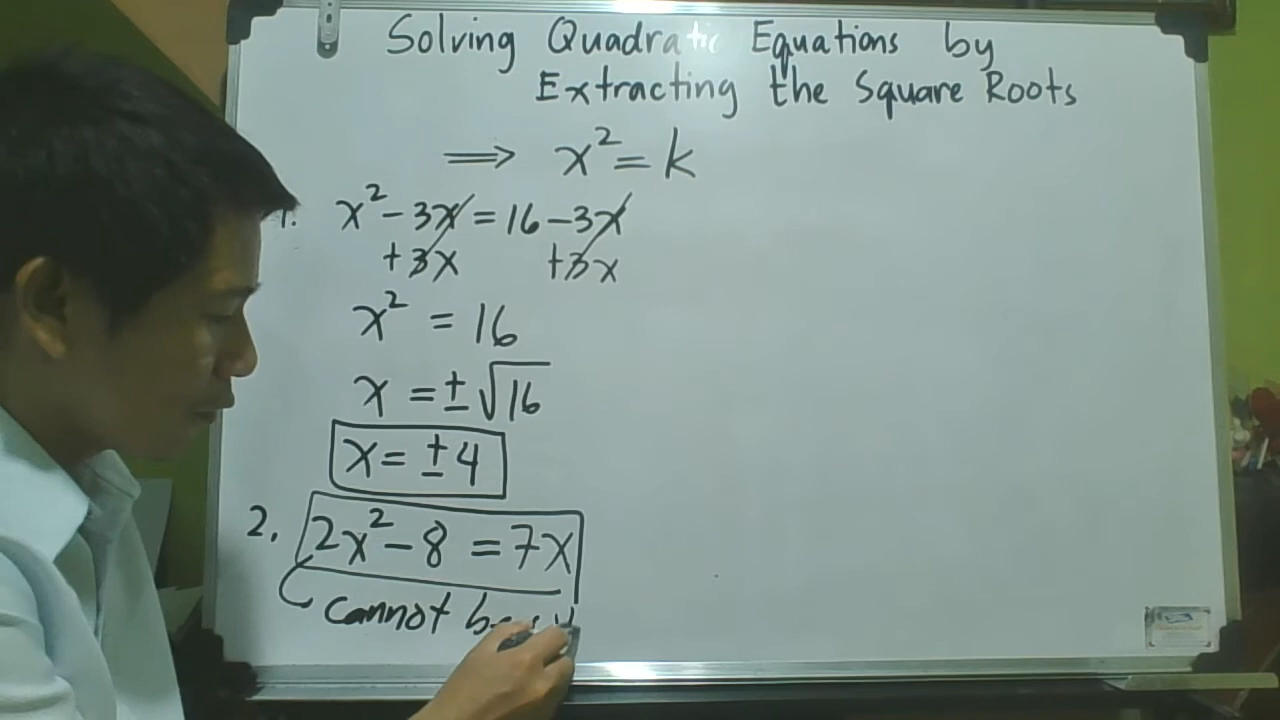 Solving Quadratic Equations by
Extracting the Square Roots
⟹ x² = k
1. x² - 3x = 16 - 3x
+3x +3x
x² = 16
x = ±√16
x = ±4
2. 2x² - 8 = 7x
cannot be